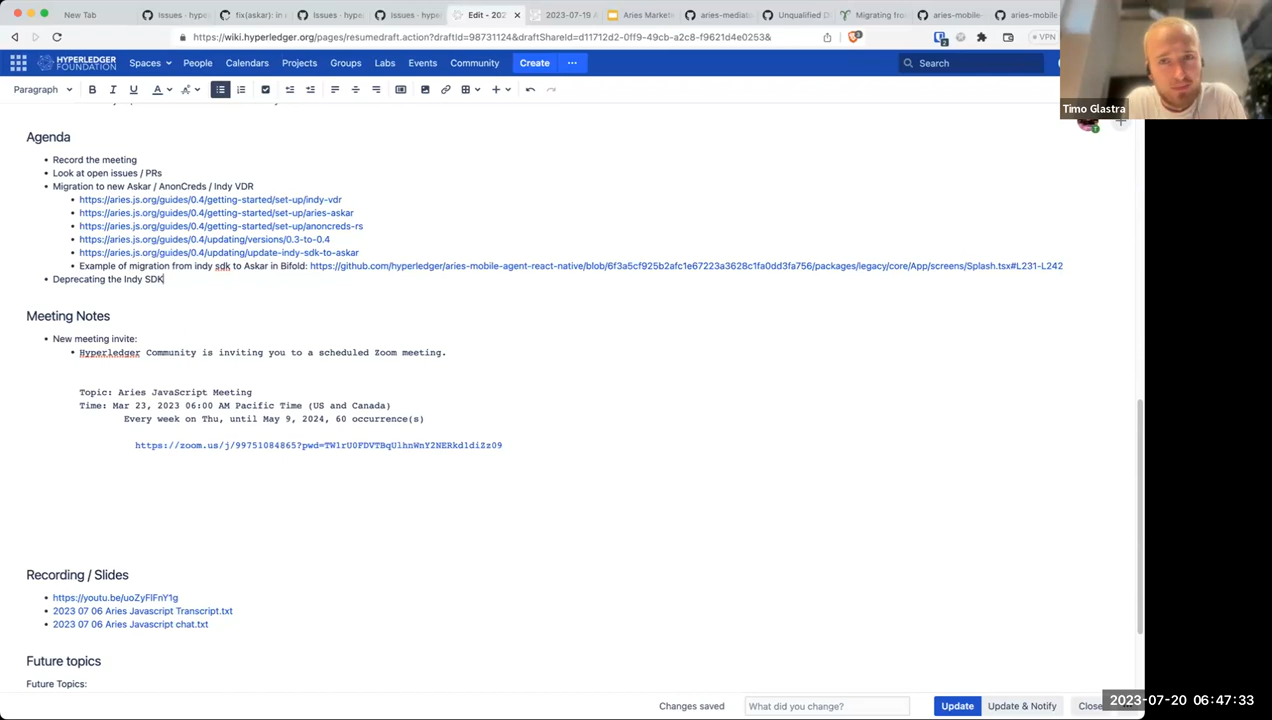 New Tab
Issues · hype
fix(askar): in
Issues · hype
Issues · hype
Edit - 202
2023-07-19 A
Aries Market
aries-mediato
Unqualified D
Migrating fro
aries-mobile-
aries-mobile
https://wiki.hyperledger.org/pages/resumedraft.action?draftId=98731124&draftShareId=d11712d2-0ff9-49cb-a2c8-f9621d4e0253&
2
VPN
HYPERLEDGER
FOUNDATION
Spaces
People
Calendars
Projects
Groups
Labs
Events
Community
Create
Search
Paragraph
B I U A
Timo Glastra
Agenda
• Record the meeting
• Look at open issues / PRs
• Migration to new Askar / AnonCreds / Indy VDR
• https://aries.js.org/guides/0.4/getting-started/set-up/indy-vdr
• https://aries.js.org/guides/0.4/getting-started/set-up/aries-askar
• https://aries.js.org/guides/0.4/getting-started/set-up/anoncreds-rs
• https://aries.js.org/guides/0.4/updating/versions/0.3-to-0.4
• https://aries.js.org/guides/0.4/updating/update-indy-sdk-to-askar
• Example of migration from indy sdk to Askar in Bifold: https://github.com/hyperledger/aries-mobile-agent-react-native/blob/6f3a5cf925b2afc1e67223a3628c1fa0dd3fa756/packages/legacy/core/App/screens/Splash.tsx#L231-L242
• Deprecating the Indy SDK
Meeting Notes
• New meeting invite:
• Hyperledger Community is inviting you to a scheduled Zoom meeting.
Topic: Aries JavaScript Meeting
Time: Mar 23, 2023 06:00 AM Pacific Time (US and Canada)
Every week on Thu, until May 9, 2024, 60 occurrence(s)
https://zoom.us/j/99751084865?pwd=TW1rU0FDVTBqUlhnWnY2NERkd1diZz09
Recording / Slides
• https://youtu.be/uoZyFIFnY1g
• 2023 07 06 Aries Javascript Transcript.txt
• 2023 07 06 Aries Javascript chat.txt
Future topics
Future Topics:
Changes saved
What did you change?
Update
Update & Notify
Close
2023-07-20 06:47:33